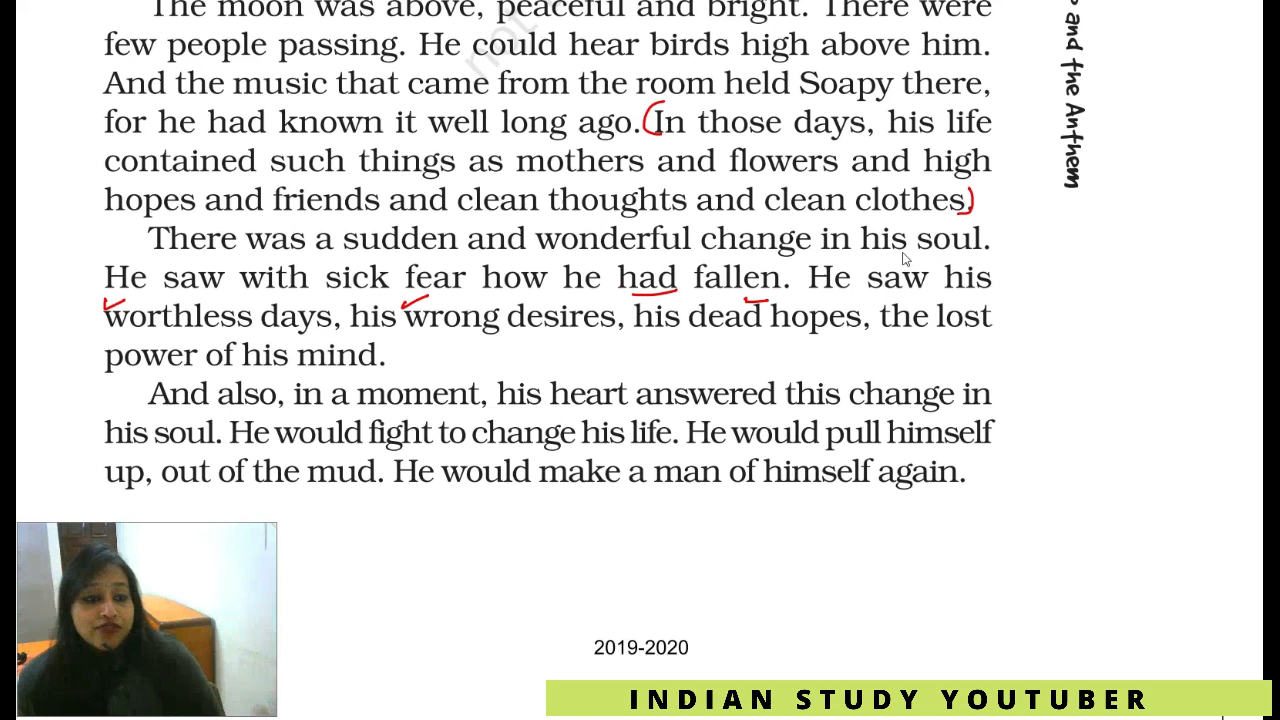 The moon was above, peaceful and bright. There were
few people passing. He could hear birds high above him.
And the music that came from the room held Soapy there,
for he had known it well long ago. In those days, his life
contained such things as mothers and flowers and high
hopes and friends and clean thoughts and clean clothes.
There was a sudden and wonderful change in his soul.
He saw with sick fear how he had fallen. He saw his
worthless days, his wrong desires, his dead hopes, the lost
power of his mind.
And also, in a moment, his heart answered this change in
his soul. He would fight to change his life. He would pull himself
up, out of the mud. He would make a man of himself again.
and the Anthem
not
2019-2020
INDIAN STUDY YOUTUBER